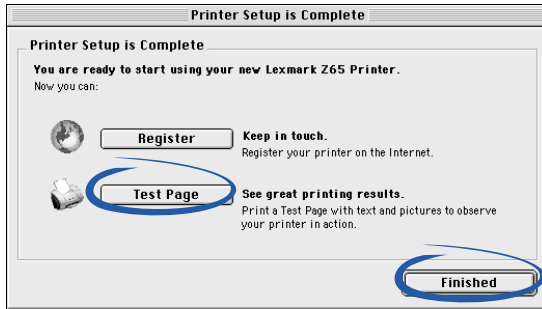 Printer Setup is Complete
Printer Setup is Complete
You are ready to start using your new Lexmark Z65 Printer.
Now you can:
Register
Keep in touch.
Register your printer on the Internet.
Test Page
See great printing results.
Print a Test Page with text and pictures to observe
your printer in action.
Finished